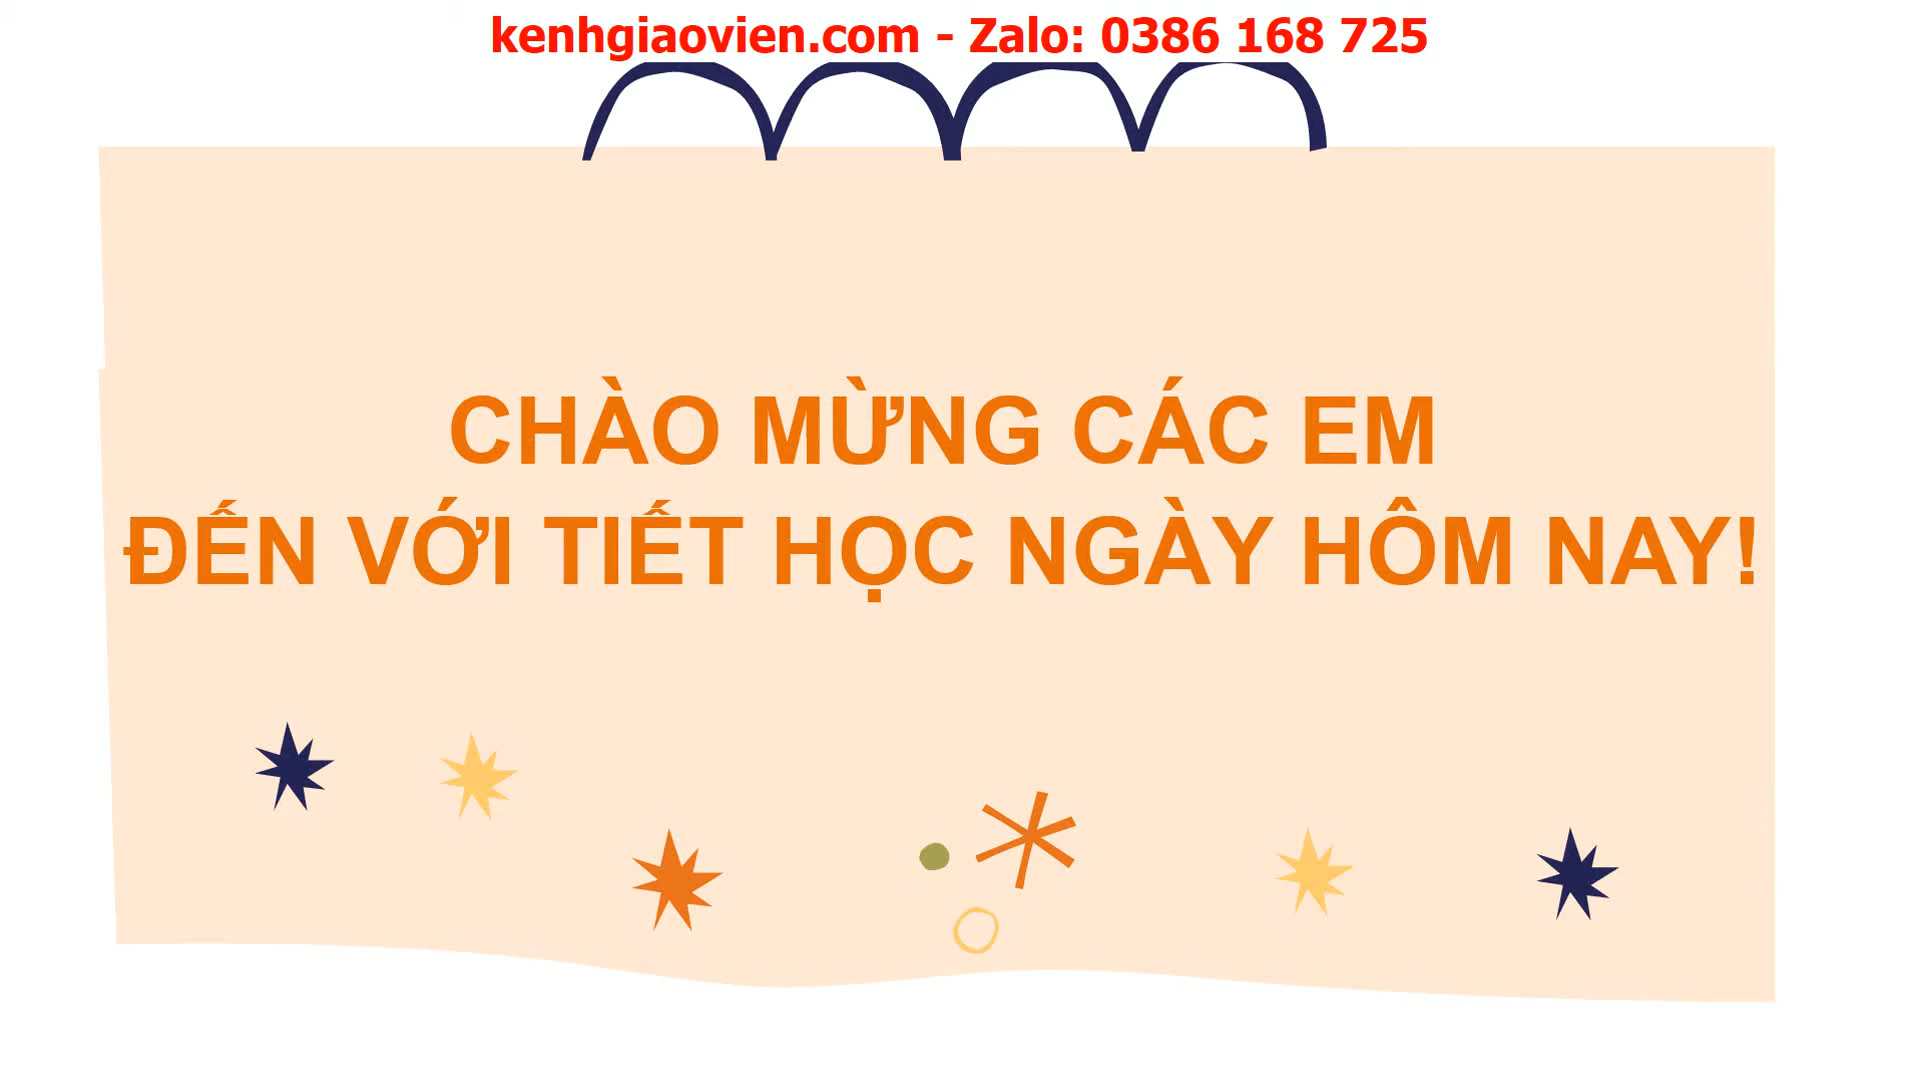 kenhgiaovien.com - Zalo: 0386 168 725
CHÀO MỪNG CÁC EM
ĐẾN VỚI TIẾT HỌC NGÀY HÔM NAY!